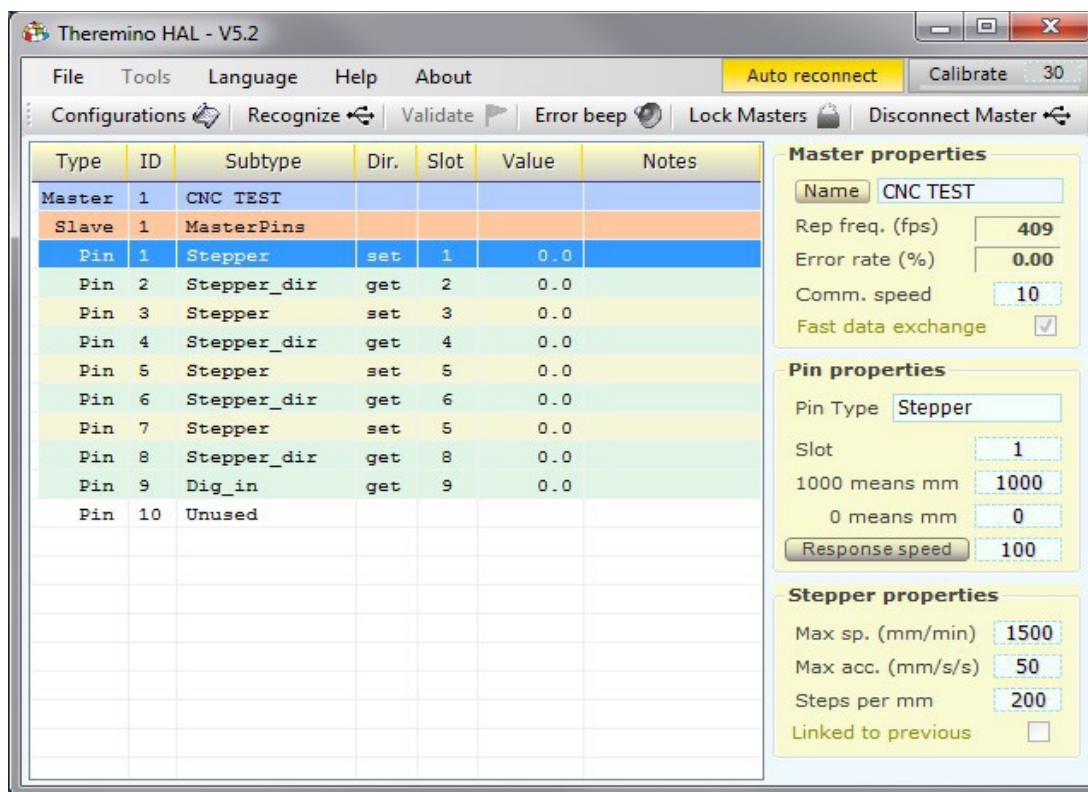 Theremino HAL - V5.2
File Tools Language Help About Auto reconnect Calibrate 30
Configurations Recognize Validate Error beep Lock Masters Disconnect Master
Type ID Subtype Dir. Slot Value Notes
Master 1 CNC TEST
Slave 1 MasterPins
Pin 1 Stepper set 1 0.0
Pin 2 Stepper_dir get 2 0.0
Pin 3 Stepper set 3 0.0
Pin 4 Stepper_dir get 4 0.0
Pin 5 Stepper set 5 0.0
Pin 6 Stepper_dir get 6 0.0
Pin 7 Stepper set 5 0.0
Pin 8 Stepper_dir get 8 0.0
Pin 9 Dig_in get 9 0.0
Pin 10 Unused
Master properties
Name CNC TEST
Rep freq. (fps) 409
Error rate (%) 0.00
Comm. speed 10
Fast data exchange
Pin properties
Pin Type Stepper
Slot 1
1000 means mm 1000
0 means mm 0
Response speed 100
Stepper properties
Max sp. (mm/min) 1500
Max acc. (mm/s/s) 50
Steps per mm 200
Linked to previous